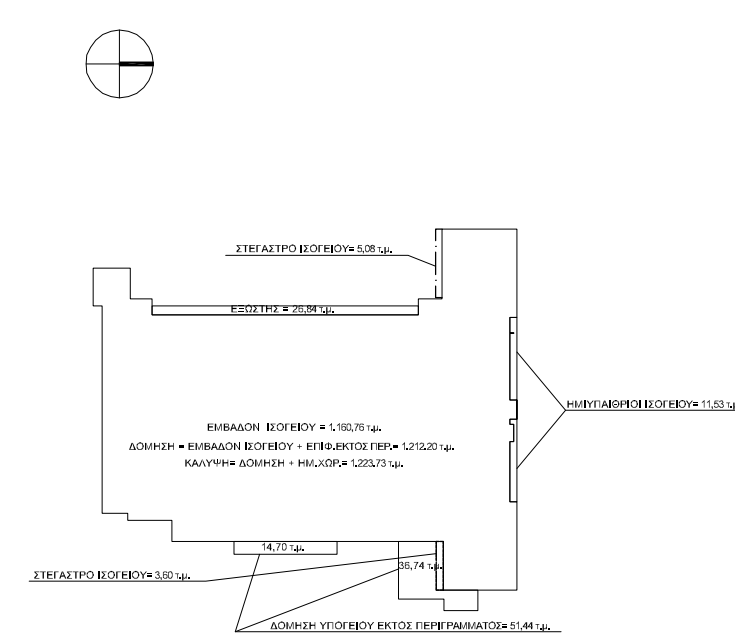 ΣΤΕΓΑΣΤΡΟ ΙΣΟΓΕΙΟΥ= 5,08 τ.μ.
ΕΞΩΣΤΗΣ = 26,84 τ.μ.
ΗΜΙΥΠΑΙΘΡΙΟΙ ΙΣΟΓΕΙΟΥ= 11,53 τ.μ
ΕΜΒΑΔΟΝ ΙΣΟΓΕΙΟΥ = 1.160,76 τ.μ.
ΔΟΜΗΣΗ = ΕΜΒΑΔΟΝ ΙΣΟΓΕΙΟΥ + ΕΠΙΦ.ΕΚΤΟΣ ΠΕΡ.= 1.212.20 τ.μ.
ΚΑΛΥΨΗ= ΔΟΜΗΣΗ + ΗΜ.ΧΩΡ.= 1.223.73 τ.μ.
14,70 τ.μ.
36,74 τ.μ.
ΣΤΕΓΑΣΤΡΟ ΙΣΟΓΕΙΟΥ= 3,60 τ.μ.
ΔΟΜΗΣΗ ΥΠΟΓΕΙΟΥ ΕΚΤΟΣ ΠΕΡΙΓΡΑΜΜΑΤΟΣ= 51,44 τ.μ.